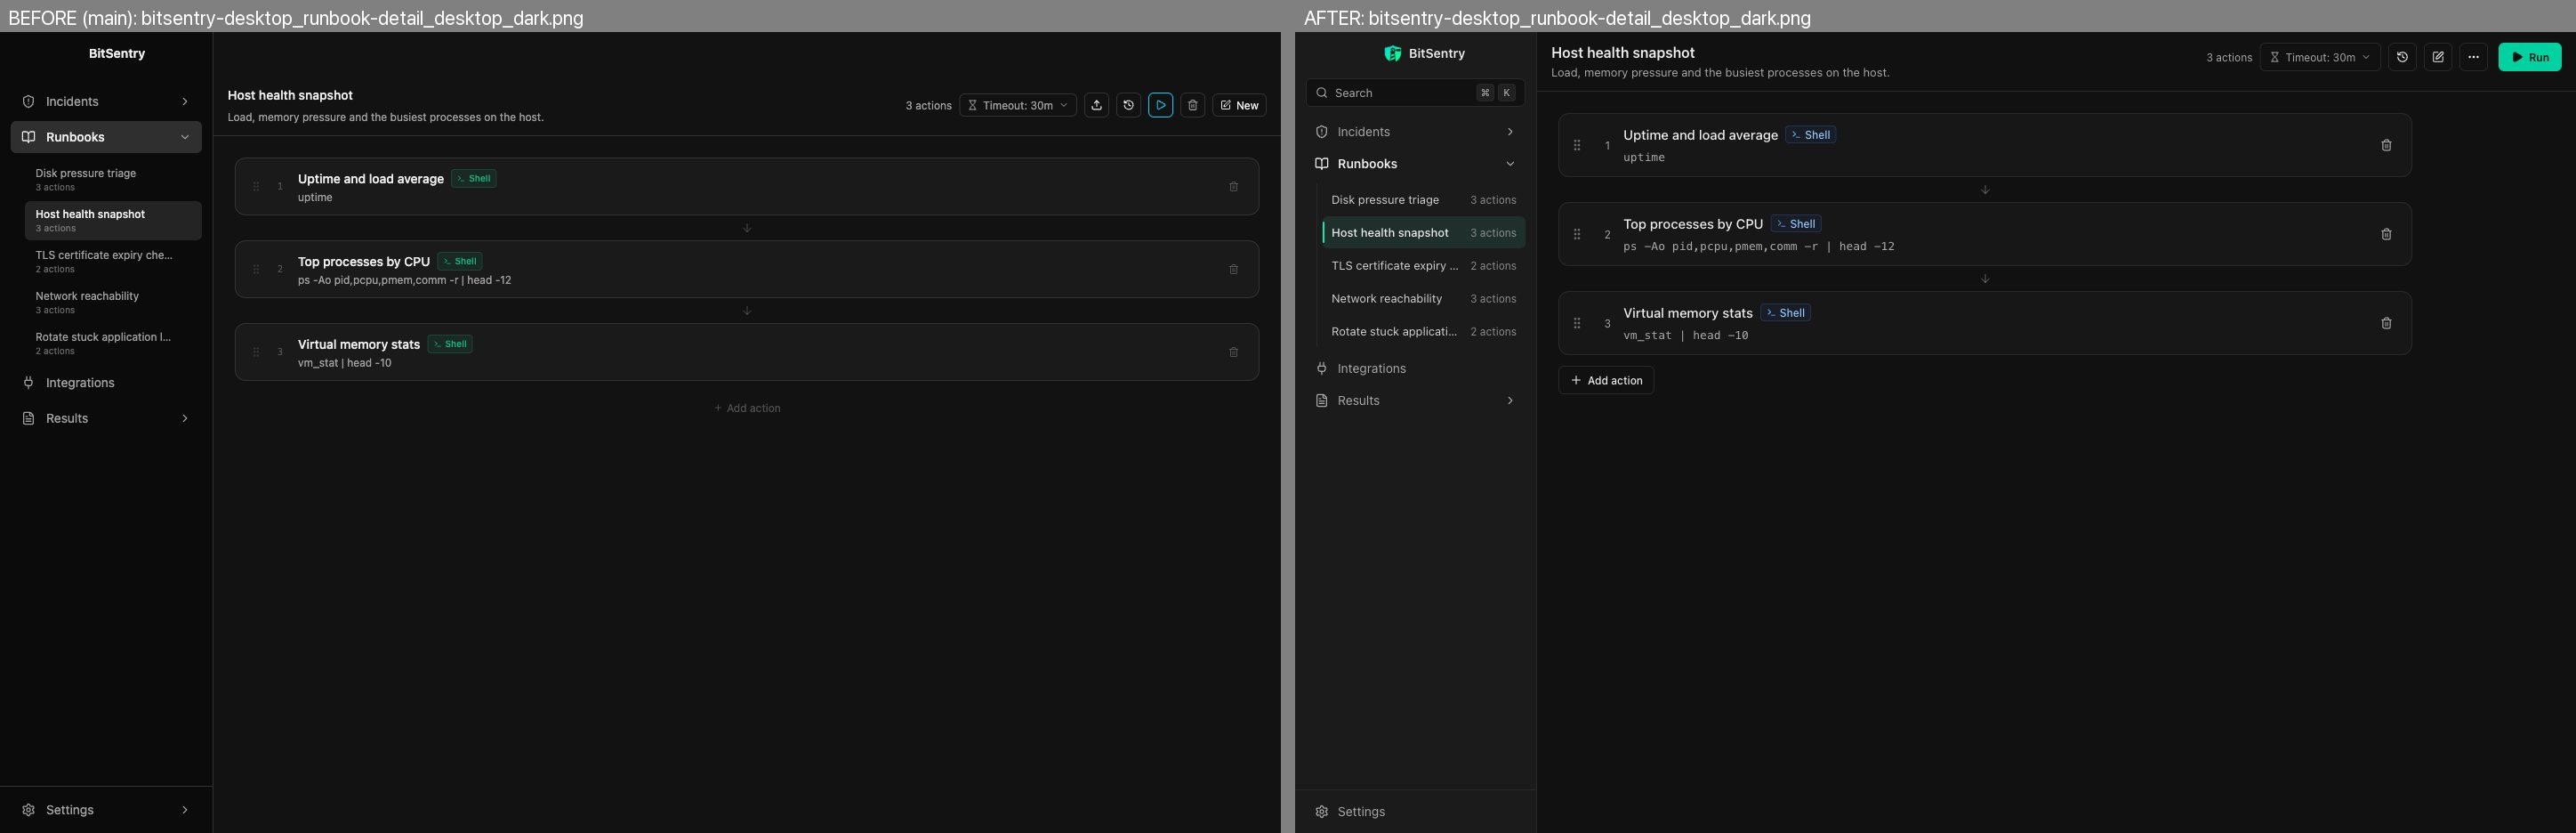 BEFORE (main): bitsentry-desktop_runbook-detail_desktop_dark.png
BitSentry
Incidents
Runbooks
Disk pressure triage
3 actions
Host health snapshot
3 actions
TLS certificate expiry che...
2 actions
Network reachability
3 actions
Rotate stuck application l...
2 actions
Integrations
Results
Settings
Host health snapshot
Load, memory pressure and the busiest processes on the host.
3 actions Timeout: 30m New
1 Uptime and load average >_ Shell
uptime
2 Top processes by CPU >_ Shell
ps -Ao pid,pcpu,pmem,comm -r | head -12
3 Virtual memory stats >_ Shell
vm_stat | head -10
+ Add action
AFTER: bitsentry-desktop_runbook-detail_desktop_dark.png
BitSentry
Search ⌘ K
Incidents
Runbooks
Disk pressure triage 3 actions
Host health snapshot 3 actions
TLS certificate expiry ... 2 actions
Network reachability 3 actions
Rotate stuck applicati... 2 actions
Integrations
Results
Settings
Host health snapshot
Load, memory pressure and the busiest processes on the host.
3 actions Timeout: 30m ... Run
1 Uptime and load average >_ Shell
uptime
2 Top processes by CPU >_ Shell
ps -Ao pid,pcpu,pmem,comm -r | head -12
3 Virtual memory stats >_ Shell
vm_stat | head -10
+ Add action